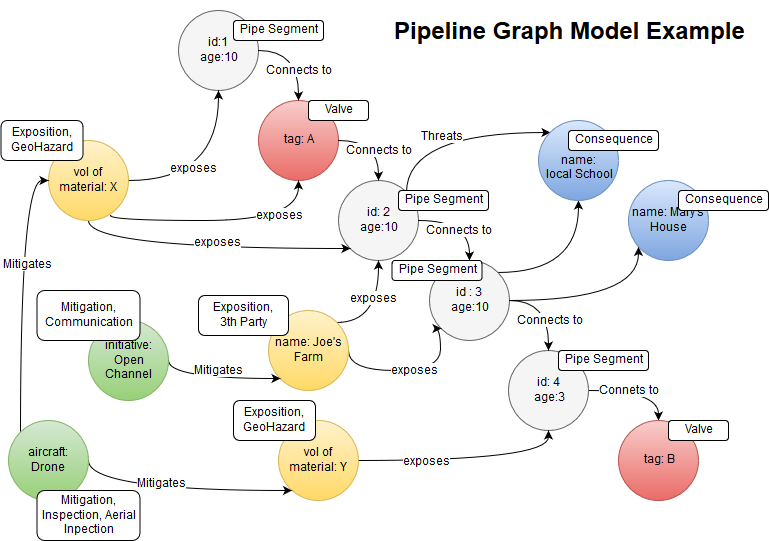 Pipeline Graph Model Example
Pipe Segment
id:1
age:10
Connects to
Valve
tag: A
Exposition,
GeoHazard
vol of
material: X
exposes
exposes
exposes
Connects to
Threats
Consequence
name:
local School
Pipe Segment
id: 2
age:10
Connects to
Consequence
name: Mary's
House
Mitigates
Pipe Segment
id : 3
age:10
Mitigation,
Communication
initiative:
Open
Channel
Mitigates
Exposition,
3th Party
name: Joe's
Farm
exposes
exposes
Connects to
Pipe Segment
id: 4
age:3
Connets to
Valve
tag: B
Exposition,
GeoHazard
vol of
material: Y
exposes
aircraft:
Drone
Mitigates
Mitigation,
Inspection, Aerial
Inpection